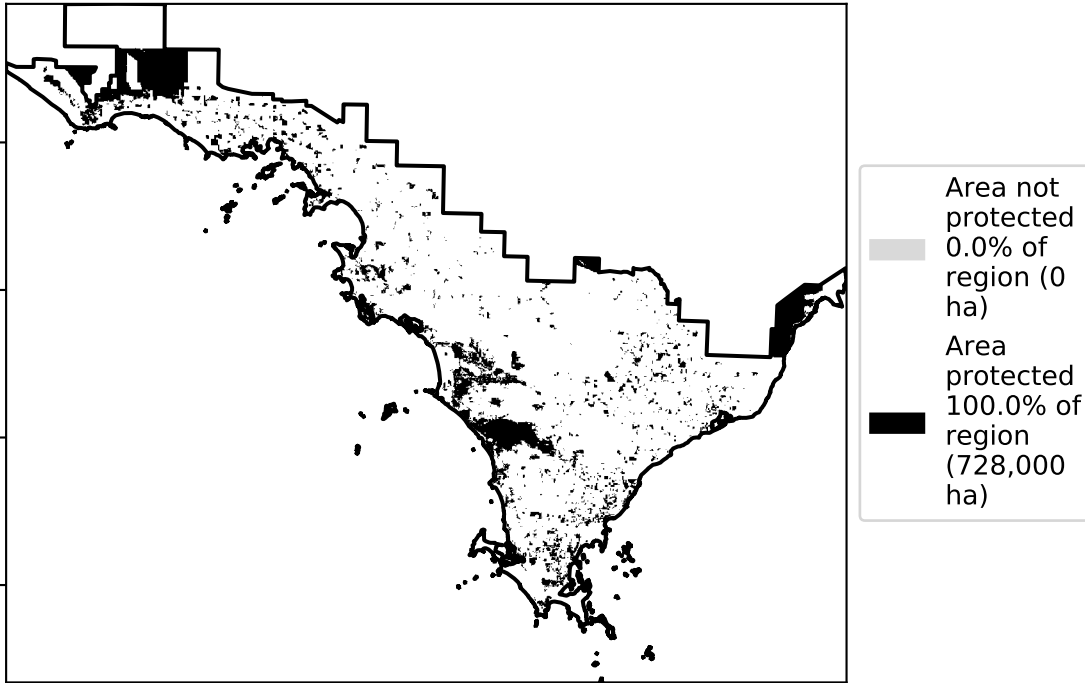 Area not
protected
0.0% of
region (0
ha)
Area
protected
100.0% of
region
(728,000
ha)